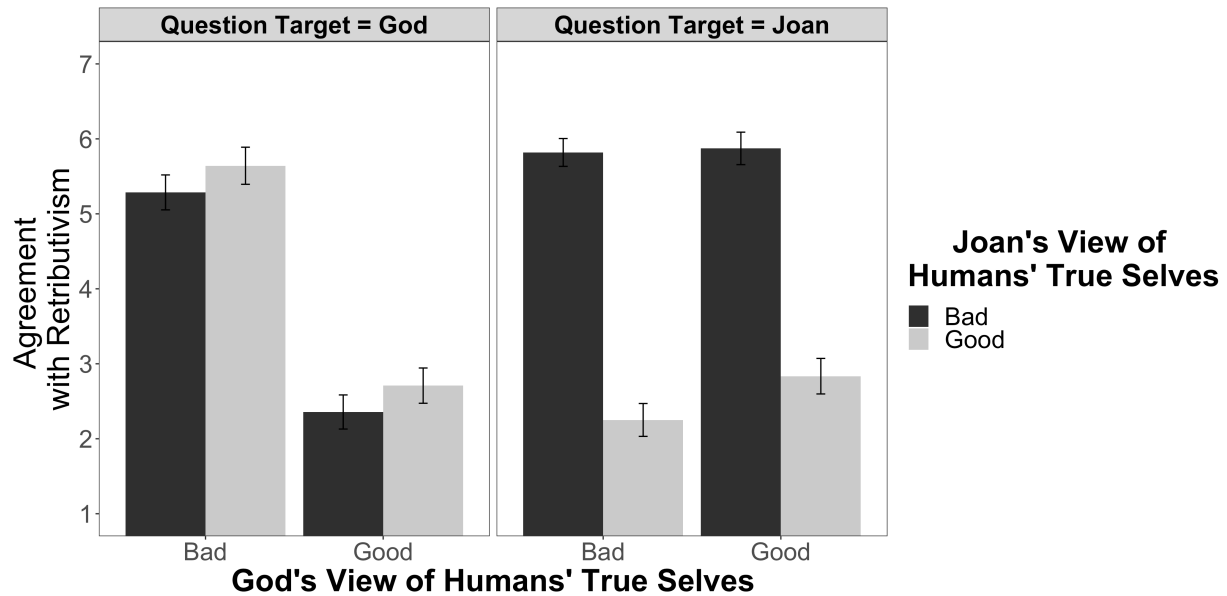 Question Target = God
Question Target = Joan
7
6
5
4
3
2
1
Agreement
with Retributivism
Bad
Good
Bad
Good
God's View of Humans' True Selves
Joan's View of
Humans' True Selves
Bad
Good